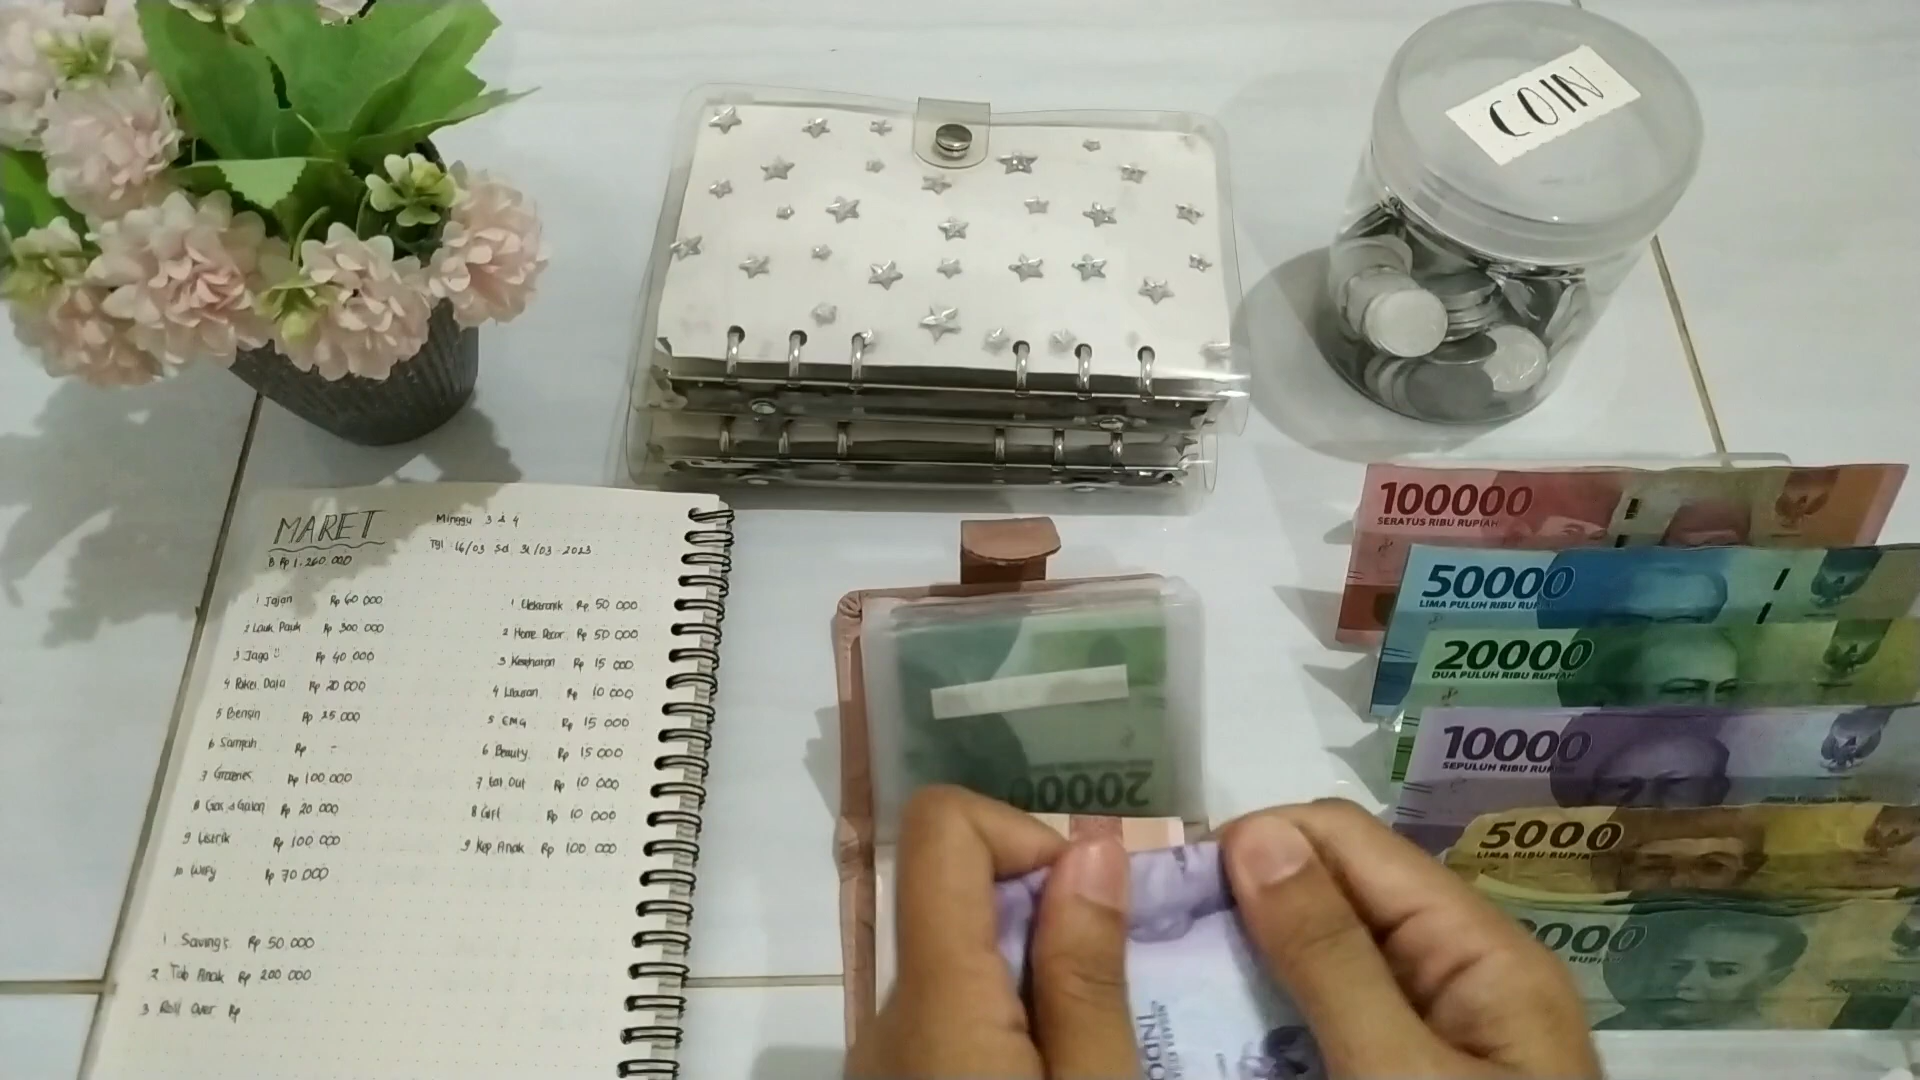 MARET
Minggu 3 & 4
Tgl 16/03 sd 31/03-2023
B. Rp 1.260.000
1 Jajan Rp 60 000
2 Lauk Pauk Rp 300 000
3 Jago Rp 40 000
4 Paket Data Rp 20 000
5 Bensin Rp 25.000
6 Sampah Rp -
7 Groceries Rp 100 000
8 Gas & Galon Rp 20 000
9 Listrik Rp 100 000
10 Wify Rp 70 000
1 Elektronik Rp 50 000
2 Home Decor Rp 50 000
3 Kesehatan Rp 15 000
4 Liburan Rp 10 000
5 EMG Rp 15 000
6 Beauty Rp 15 000
7 Eat Out Rp 10 000
8 Gift Rp 10 000
9 Kep Anak Rp 100 000
1 Savings Rp 50 000
2 Tab Anak Rp 200 000
3 Roll Over Rp
COIN
100000
SERATUS RIBU RUPIAH
50000
LIMA PULUH RIBU RUPIAH
20000
DUA PULUH RIBU RUPIAH
10000
SEPULUH RIBU RUPIAH
5000
LIMA RIBU RUPIAH
000
RUPIAH
20000